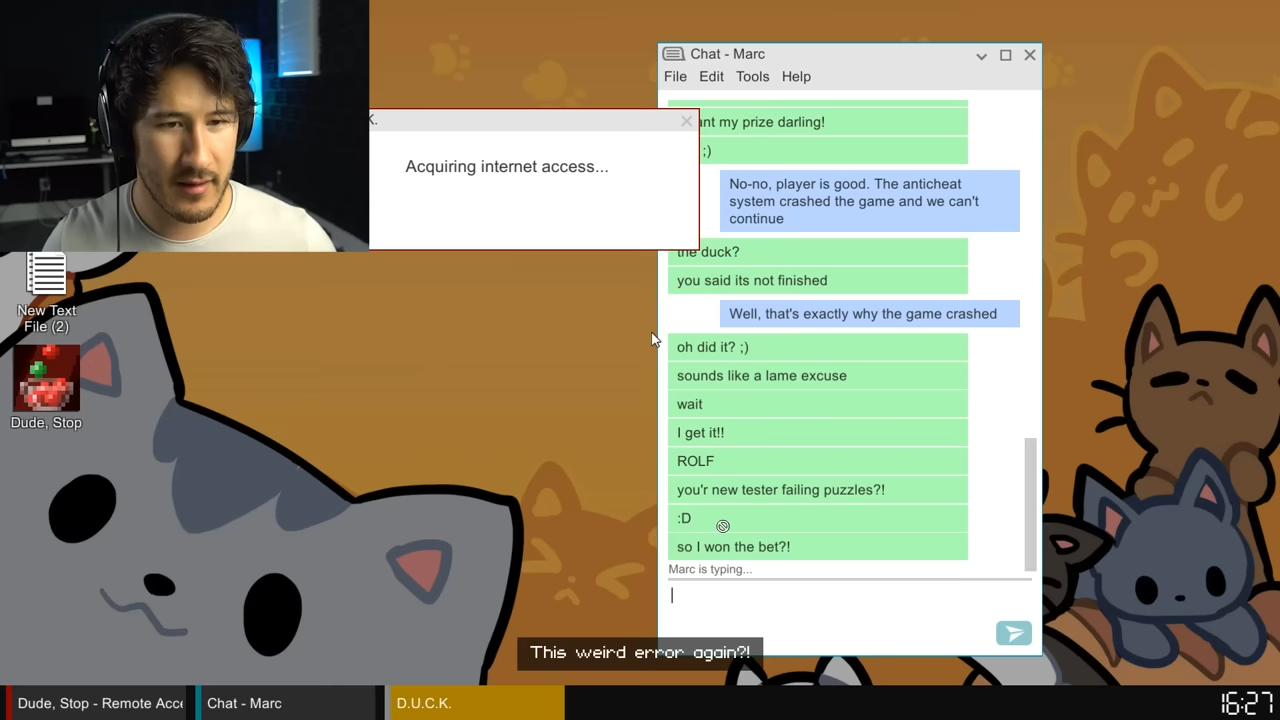 Chat - Marc
File Edit Tools Help
K.
Acquiring internet access...
ant my prize darling!
;)
No-no, player is good. The anticheat
system crashed the game and we can't
continue
the duck?
you said its not finished
Well, that's exactly why the game crashed
oh did it? ;)
sounds like a lame excuse
wait
I get it!!
ROLF
you'r new tester failing puzzles?!
:D
so I won the bet?!
Marc is typing...
New Text
File (2)
Dude, Stop
This weird error again?!
Dude, Stop - Remote Acce
Chat - Marc
D.U.C.K.
16:27